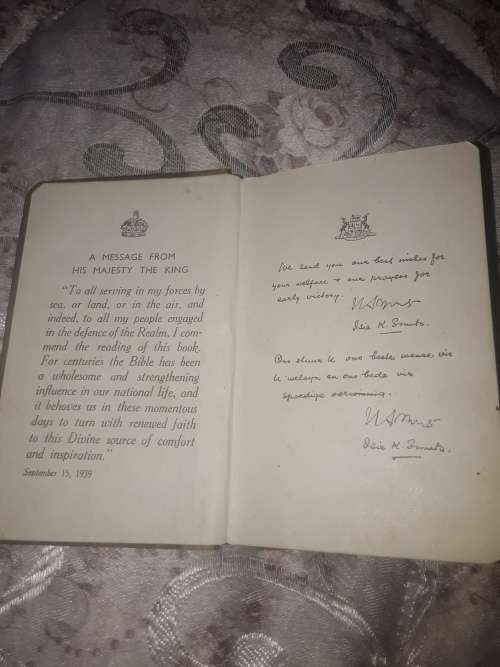 A MESSAGE FROM
HIS MAJESTY THE KING
"To all serving in my forces by
sea, or land, or in the air, and
indeed, to all my people engaged
in the defence of the Realm, I com-
mend the reading of this book.
For centuries the Bible has been
a wholesome and strengthening
influence in our national life, and
it behoves us in these momentous
days to turn with renewed faith
to this Divine source of comfort
and inspiration."
September 15, 1939
We send you our best wishes for
your welfare & our prayers for
early victory.
Isie K. Smuts.
Ons stuur u ons beste wense vir
u welsyn en ons bede vir
spoedige oorwinning.
Isie K. Smuts.